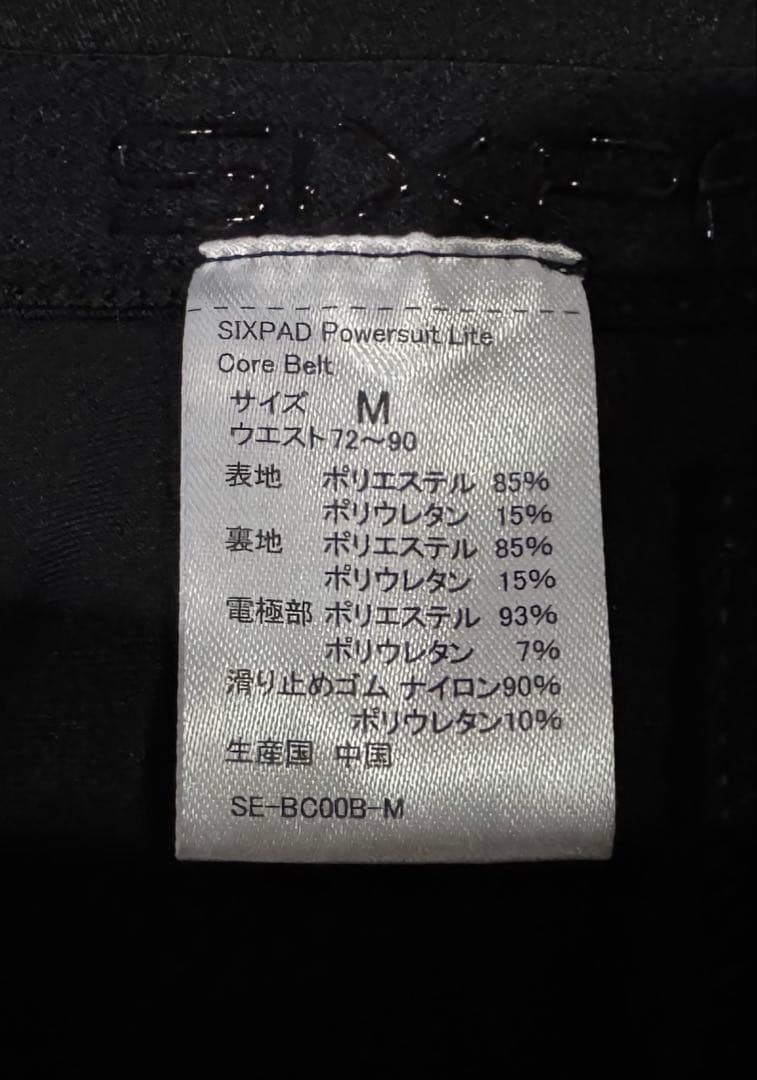 SIXPA
SIXPAD Powersuit Lite
Core Belt
サイズ M
ウエスト72～90
表地 ポリエステル 85%
ポリウレタン 15%
裏地 ポリエステル 85%
ポリウレタン 15%
電極部 ポリエステル 93%
ポリウレタン 7%
滑り止めゴム ナイロン90%
ポリウレタン10%
生産国 中国
SE-BC00B-M